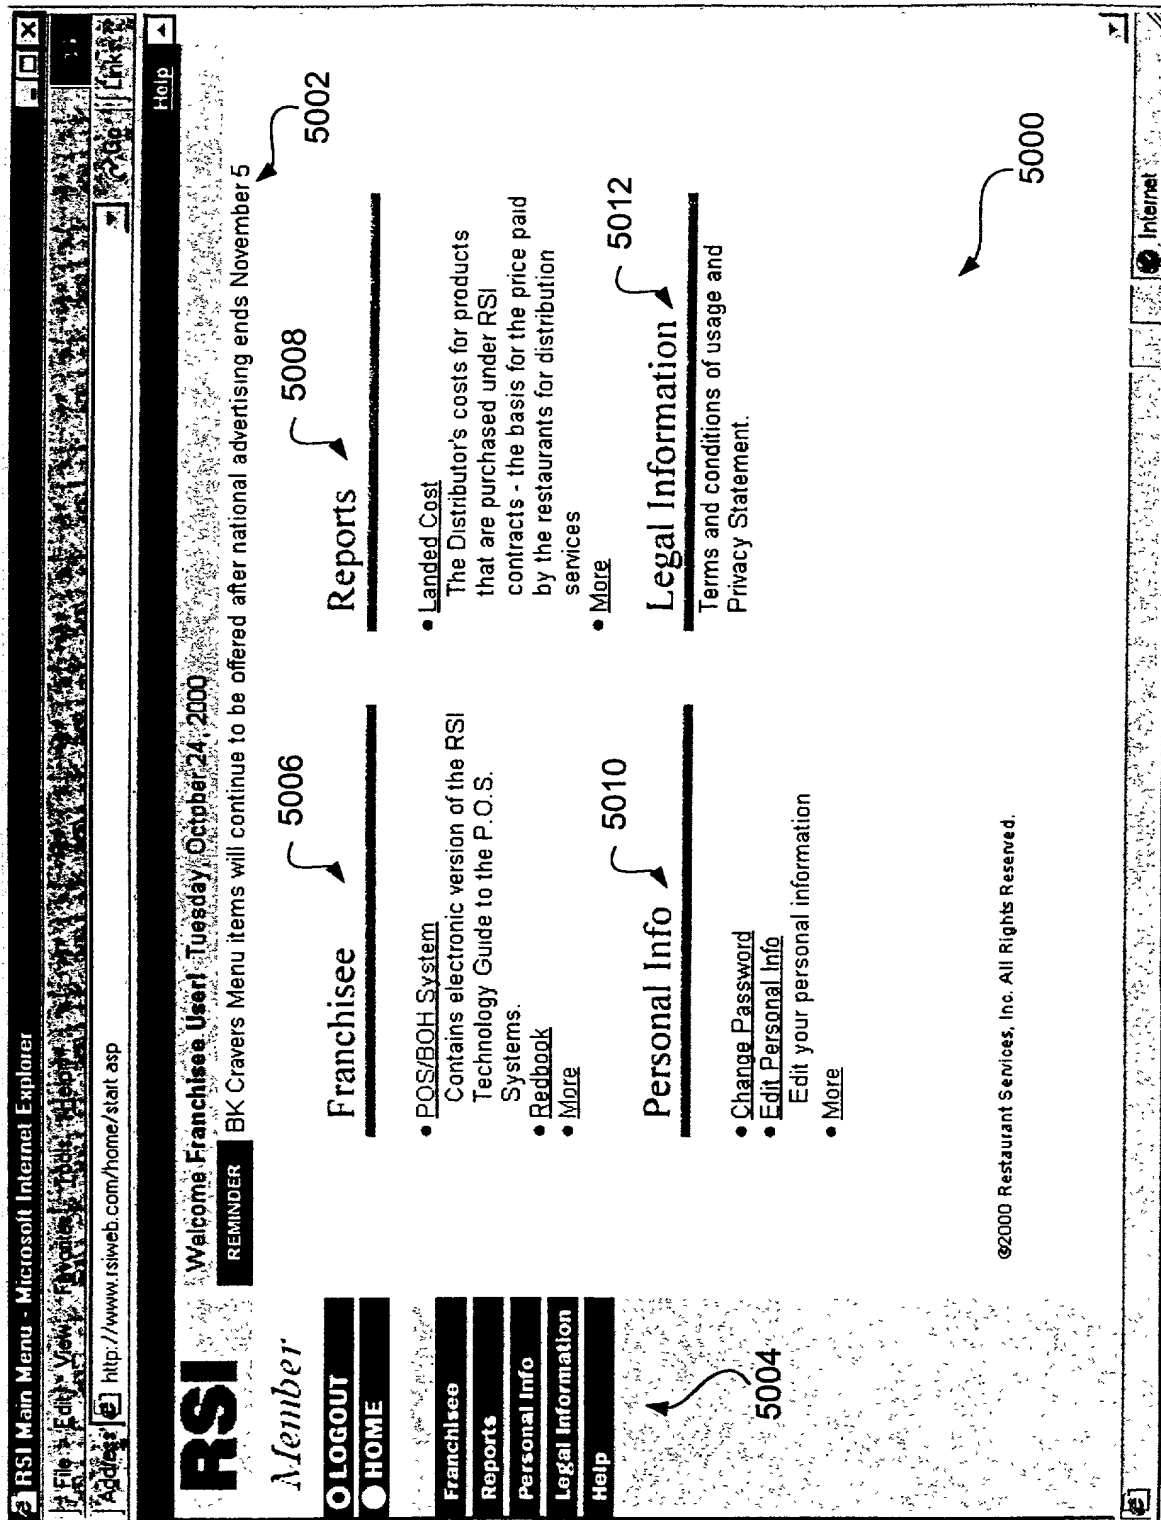 RSI Main Menu - Microsoft Internet Explorer
File Edit View Favorites Tools Help
Address http://www.rsiweb.com/home/start.asp Go Links
Help
RSI
Welcome Franchisee User! Tuesday, October 24, 2000
REMINDER BK Cravers Menu items will continue to be offered after national advertising ends November 5
5002
Member
LOGOUT
HOME
Franchisee
Reports
Personal Info
Legal Information
Help
5004
Franchisee
5006
• POS/BOH System
Contains electronic version of the RSI
Technology Guide to the P.O.S.
Systems.
• Redbook
• More
Reports
5008
• Landed Cost
The Distributor's costs for products
that are purchased under RSI
contracts - the basis for the price paid
by the restaurants for distribution
services
• More
Personal Info
5010
• Change Password
• Edit Personal Info
Edit your personal information
• More
Legal Information
5012
Terms and conditions of usage and
Privacy Statement.
5000
©2000 Restaurant Services, Inc. All Rights Reserved.
Internet